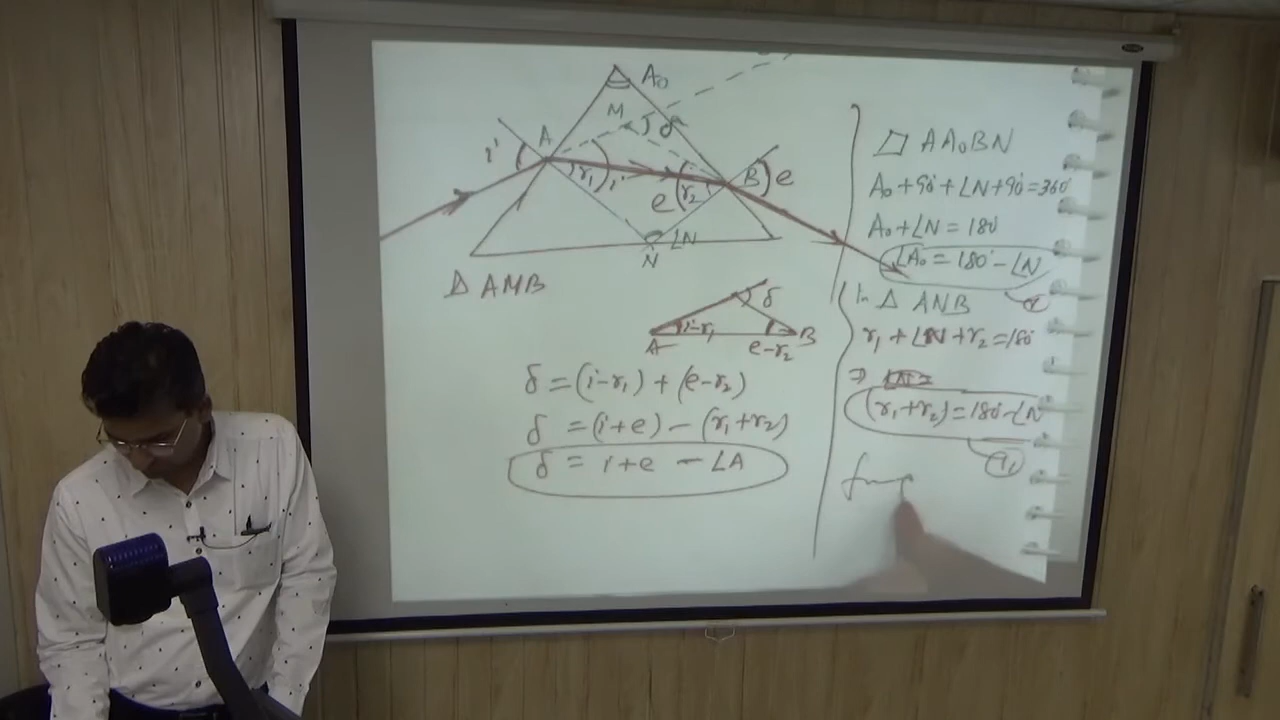 A₀
M
δ
A
i
r₁
i
e
r₂
B
e
∠N
N
△ AMB
δ
i-r₁
A
e-r₂
B
δ = (i-r₁) + (e-r₂)
δ = (i+e) - (r₁+r₂)
δ = i+e - ∠A
▱ AA₀BN
A₀+90°+∠N+90°=360°
A₀+∠N = 180°
∠A₀ = 180° - ∠N
In △ ANB
r₁ + ∠N + r₂ = 180°
⇒
(r₁+r₂) = 180° - ∠N